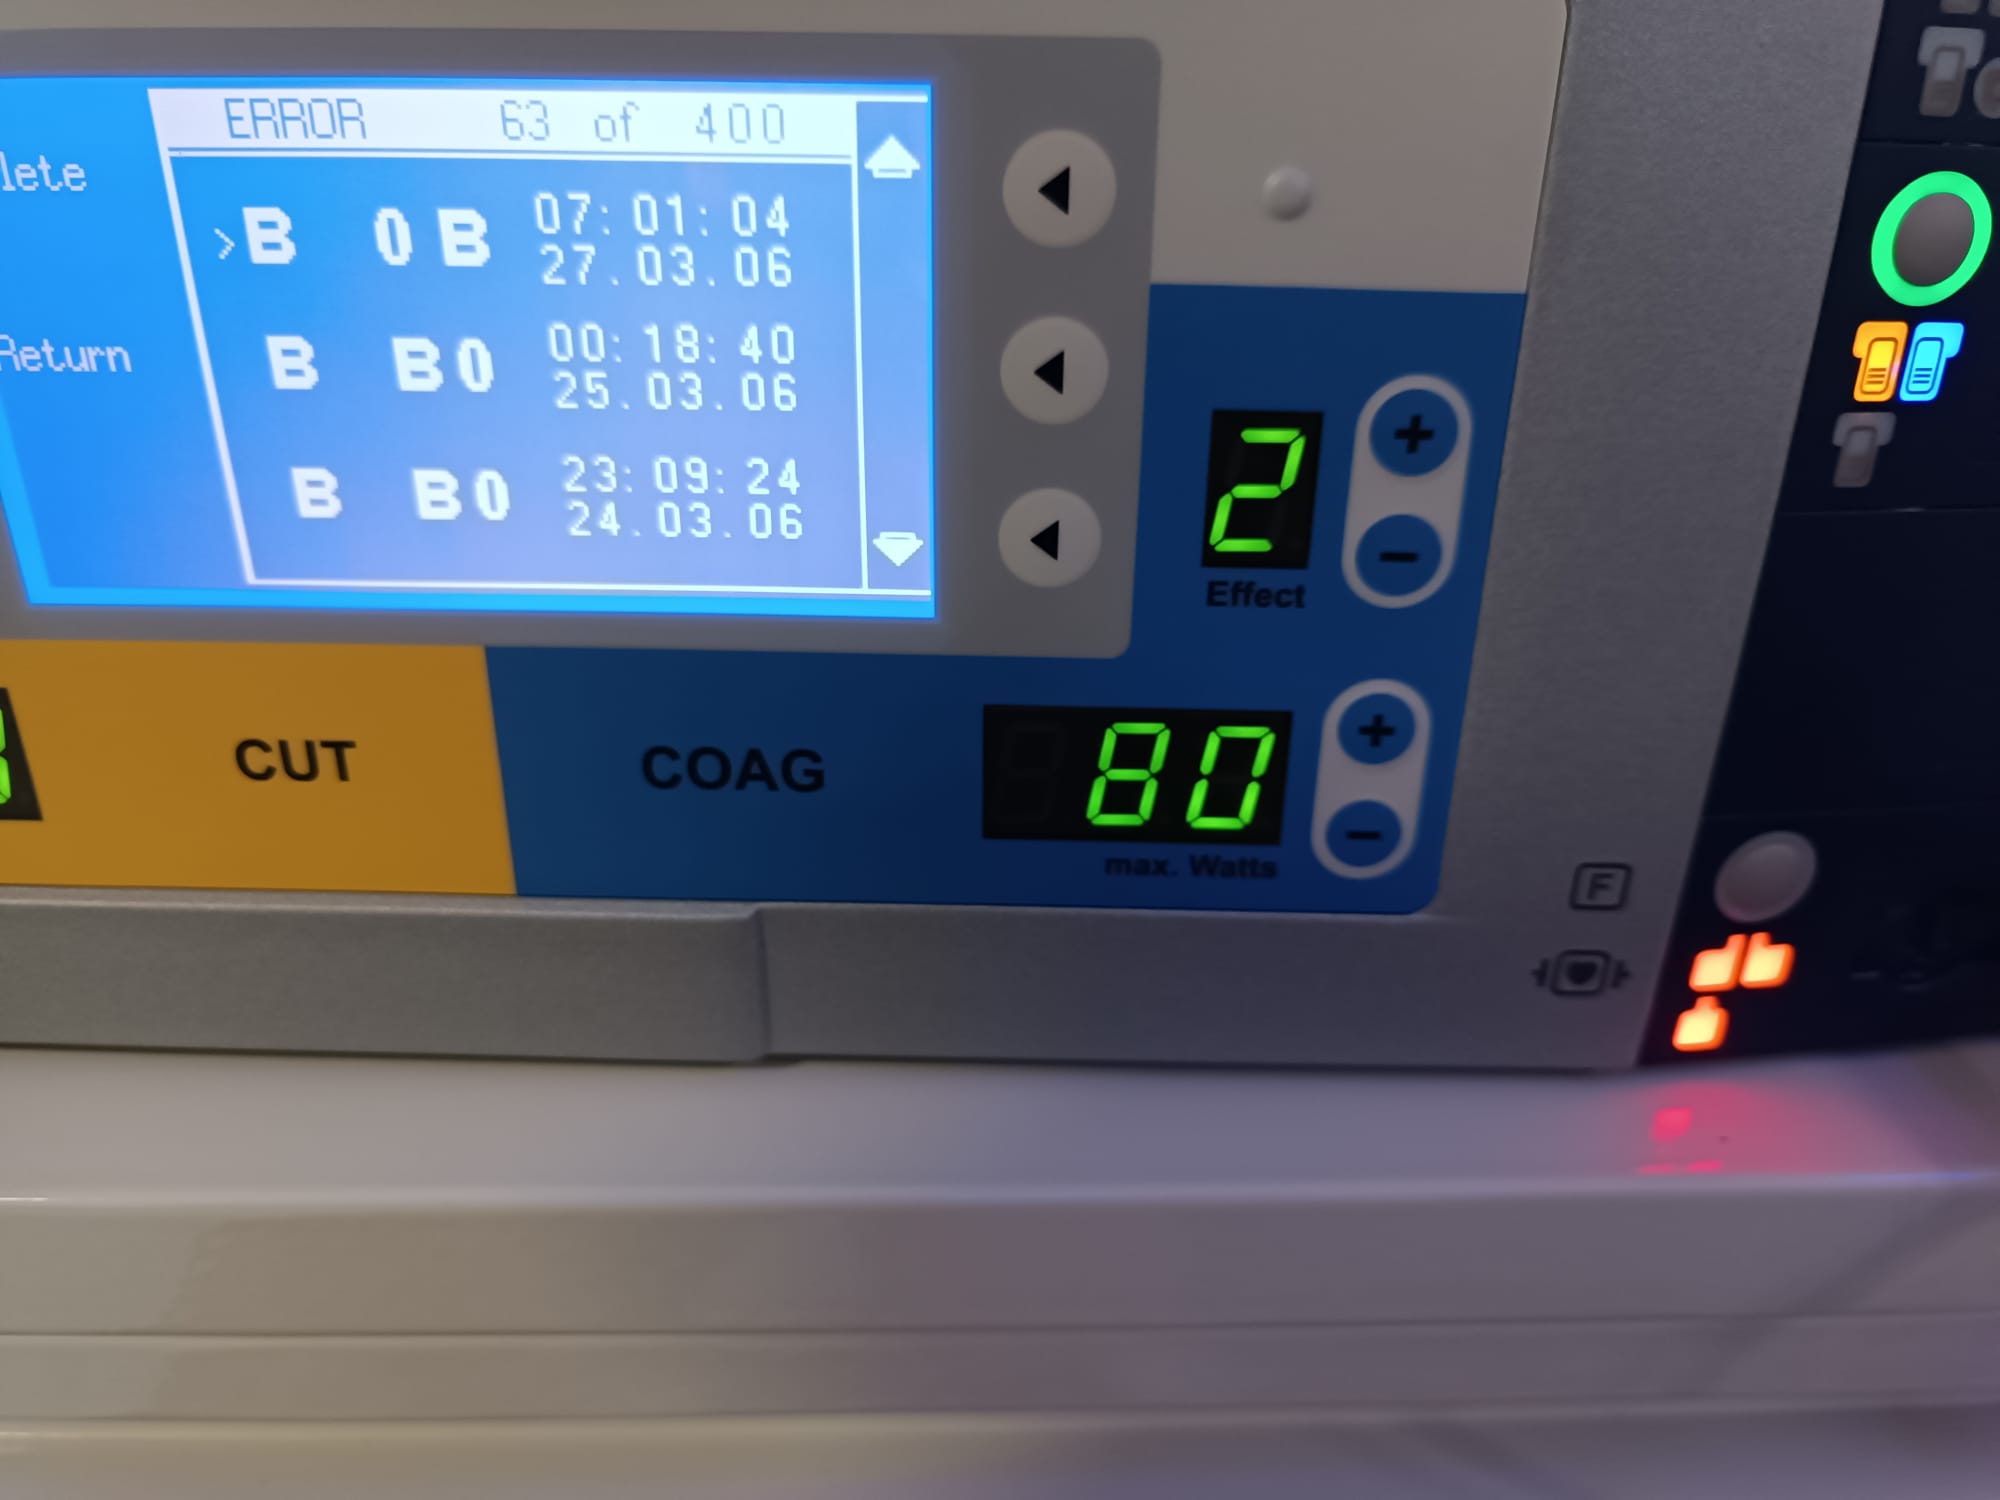 ERROR 63 of 400
lete
>B 0B 07:01:04
27.03.06
Return
B B0 00:18:40
25.03.06
B B0 23:09:24
24.03.06
2
+
-
Effect
CUT
COAG
80
+
-
max. Watts
F